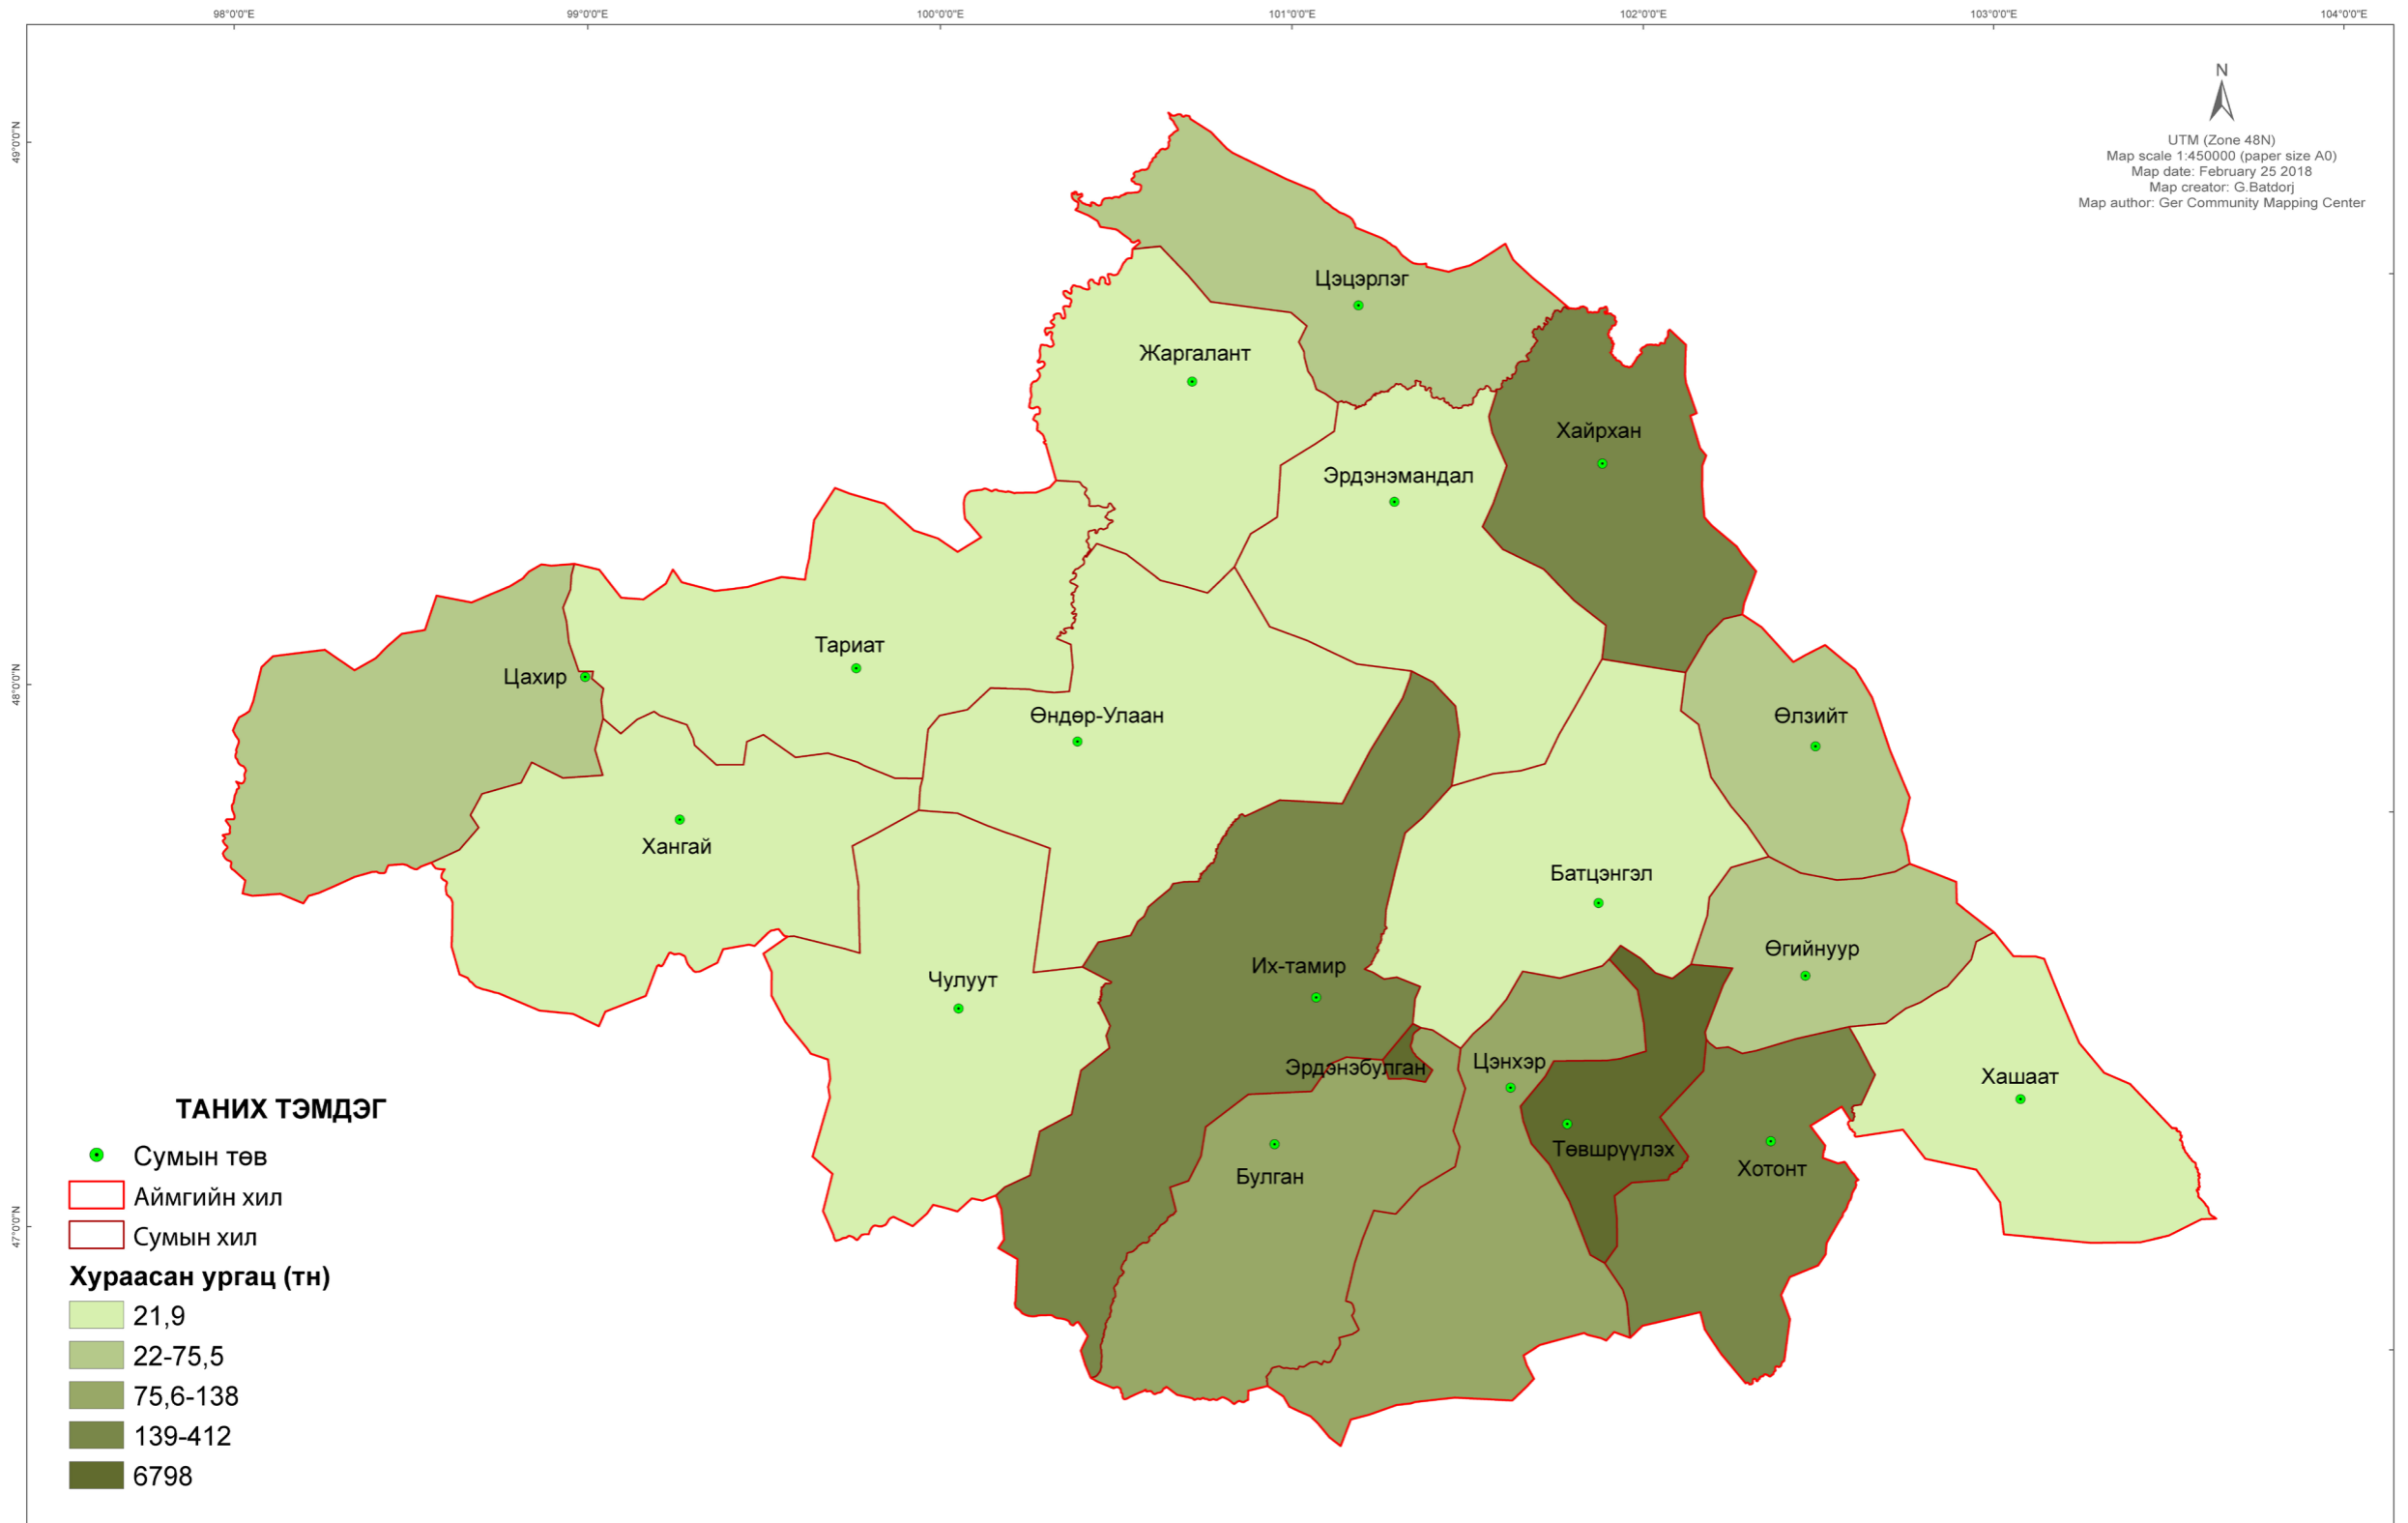 98°0'0"E
99°0'0"E
100°0'0"E
101°0'0"E
102°0'0"E
103°0'0"E
104°0'0"E
49°0'0"N
48°0'0"N
47°0'0"N
N
UTM (Zone 48N)
Map scale 1:450000 (paper size A0)
Map date: February 25 2018
Map creator: G.Batdorj
Map author: Ger Community Mapping Center
Цэцэрлэг
Жаргалант
Хайрхан
Эрдэнэмандал
Тариат
Цахир
Өндөр-Улаан
Өлзийт
Хангай
Батцэнгэл
Өгийнуур
Их-тамир
Чулуут
Эрдэнэбулган
Цэнхэр
Хашаат
Төвшрүүлэх
Хотонт
Булган
ТАНИХ ТЭМДЭГ
Сумын төв
Аймгийн хил
Сумын хил
Хураасан ургац (тн)
21,9
22-75,5
75,6-138
139-412
6798